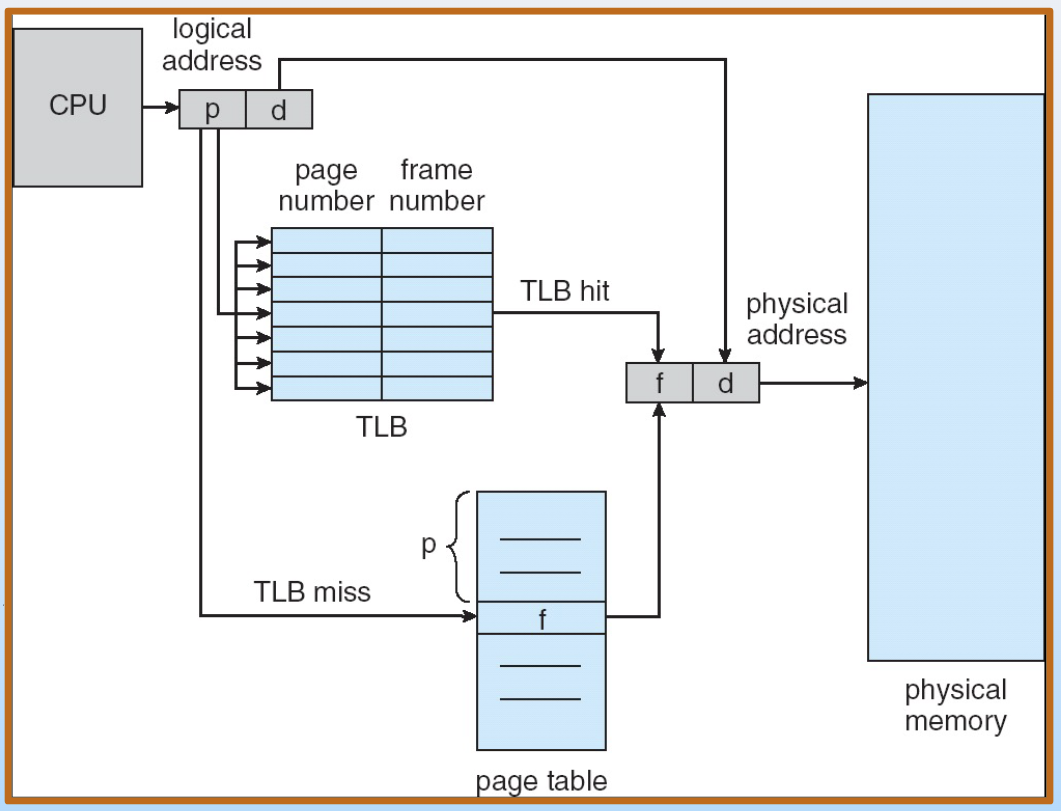 logical
address
CPU
p d
page frame
number number
TLB hit
physical
address
f d
TLB
p
TLB miss
f
physical
memory
page table